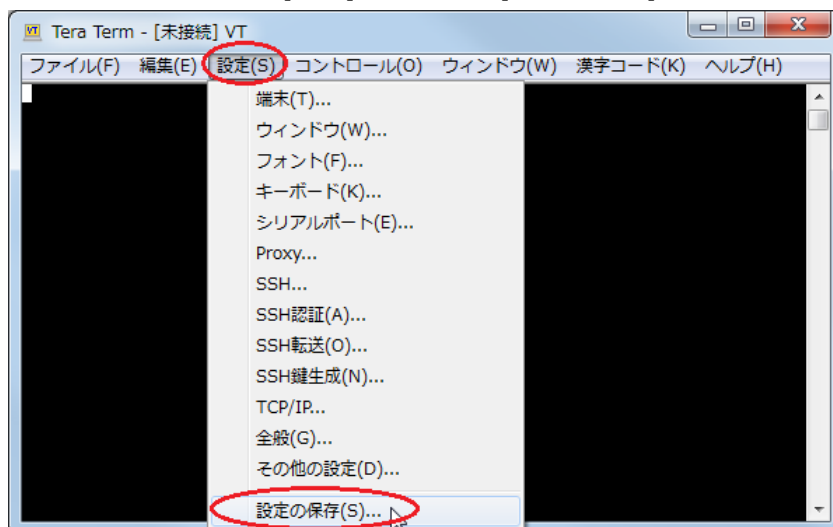 Tera Term - [未接続] VT
ファイル(F) 編集(E) 設定(S) コントロール(O) ウィンドウ(W) 漢字コード(K) ヘルプ(H)
端末(T)...
ウィンドウ(W)...
フォント(F)...
キーボード(K)...
シリアルポート(E)...
Proxy...
SSH...
SSH認証(A)...
SSH転送(O)...
SSH鍵生成(N)...
TCP/IP...
全般(G)...
その他の設定(D)...
設定の保存(S)...